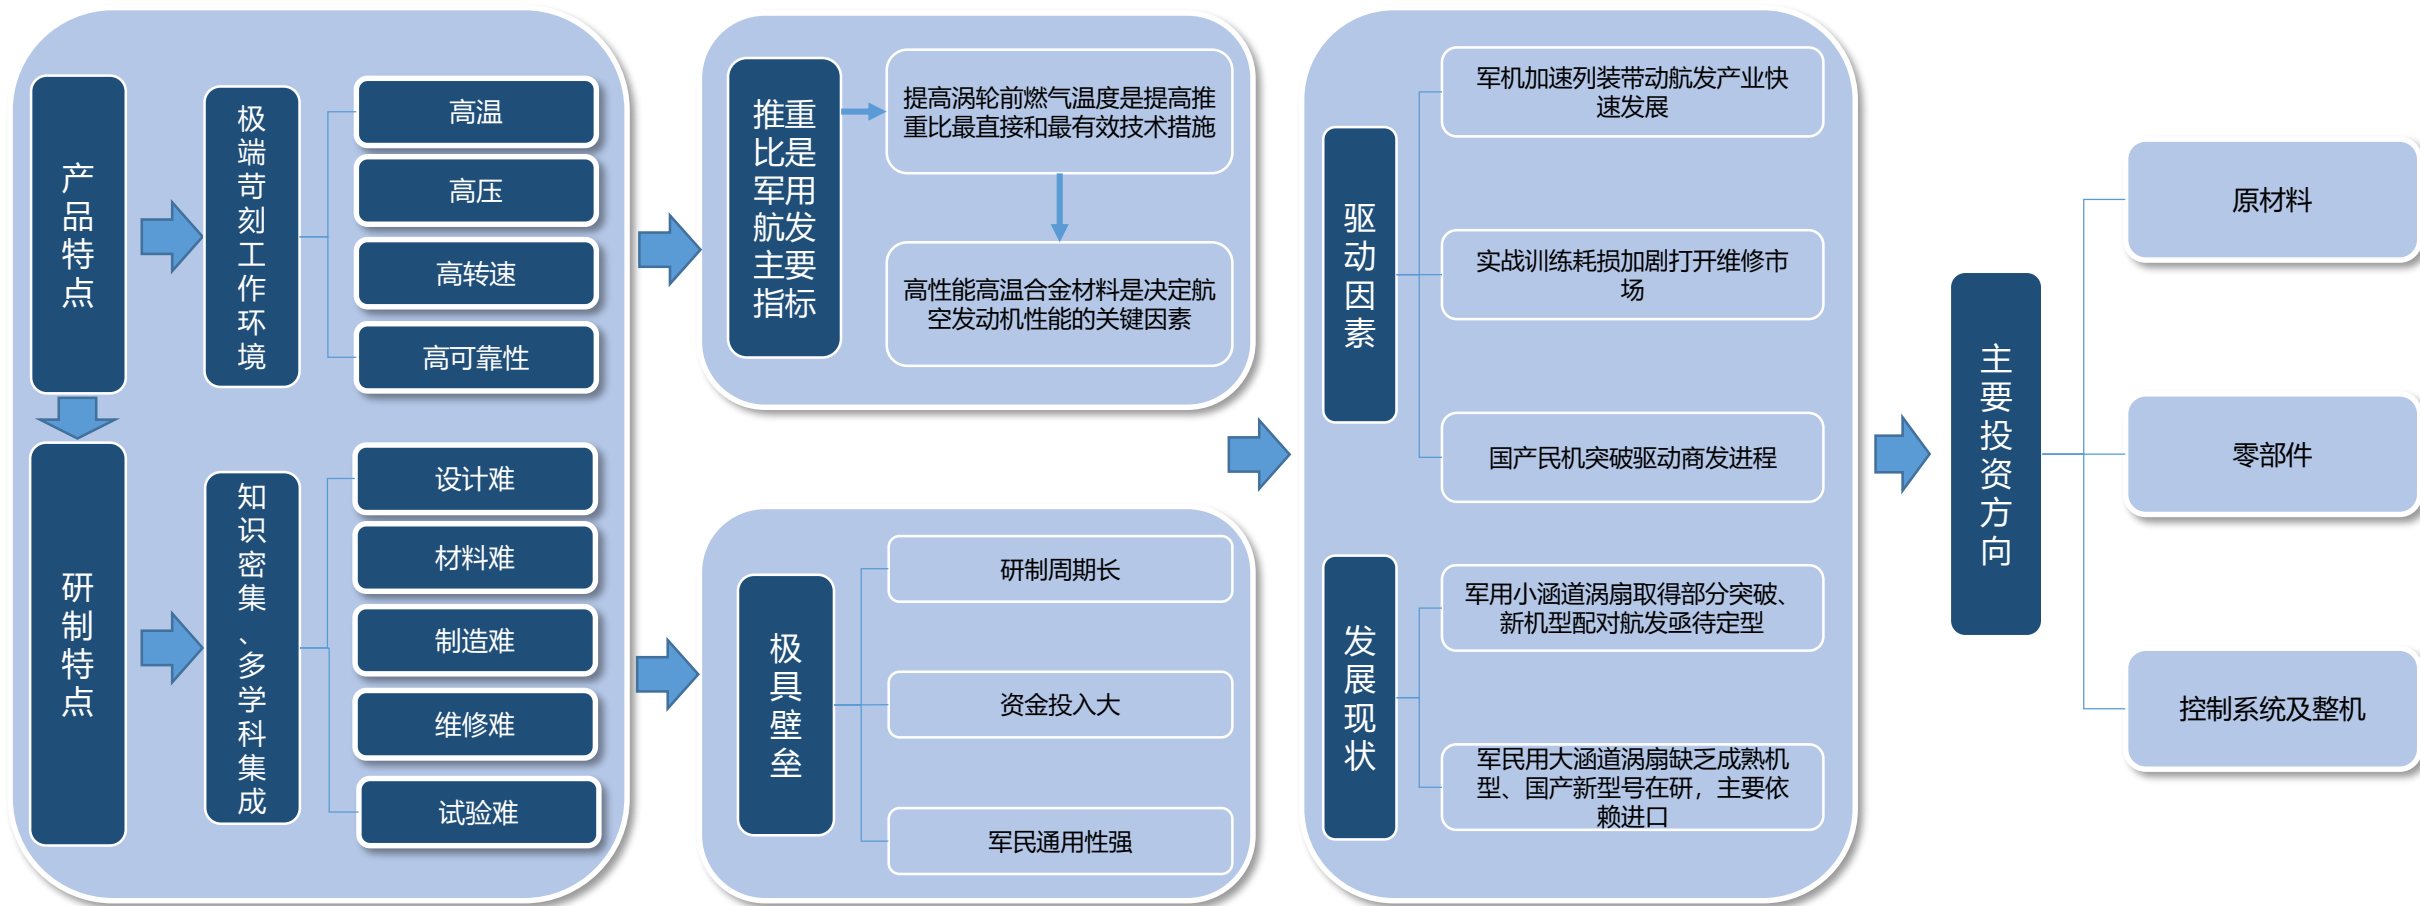 产品特点
极端苛刻工作环境
高温
高压
高转速
高可靠性
研制特点
知识密集、多学科集成
设计难
材料难
制造难
维修难
试验难
推重
比是
军用
航发
主要
指标
提高涡轮前燃气温度是提高推
重比最直接和最有效技术措施
高性能高温合金材料是决定航
空发动机性能的关键因素
极具壁垒
研制周期长
资金投入大
军民通用性强
驱动因素
军机加速列装带动航发产业快
速发展
实战训练耗损加剧打开维修市
场
国产民机突破驱动商发进程
发展现状
军用小涵道涡扇取得部分突破、
新机型配对航发亟待定型
军民用大涵道涡扇缺乏成熟机
型、国产新型号在研，主要依
赖进口
主要投资方向
原材料
零部件
控制系统及整机